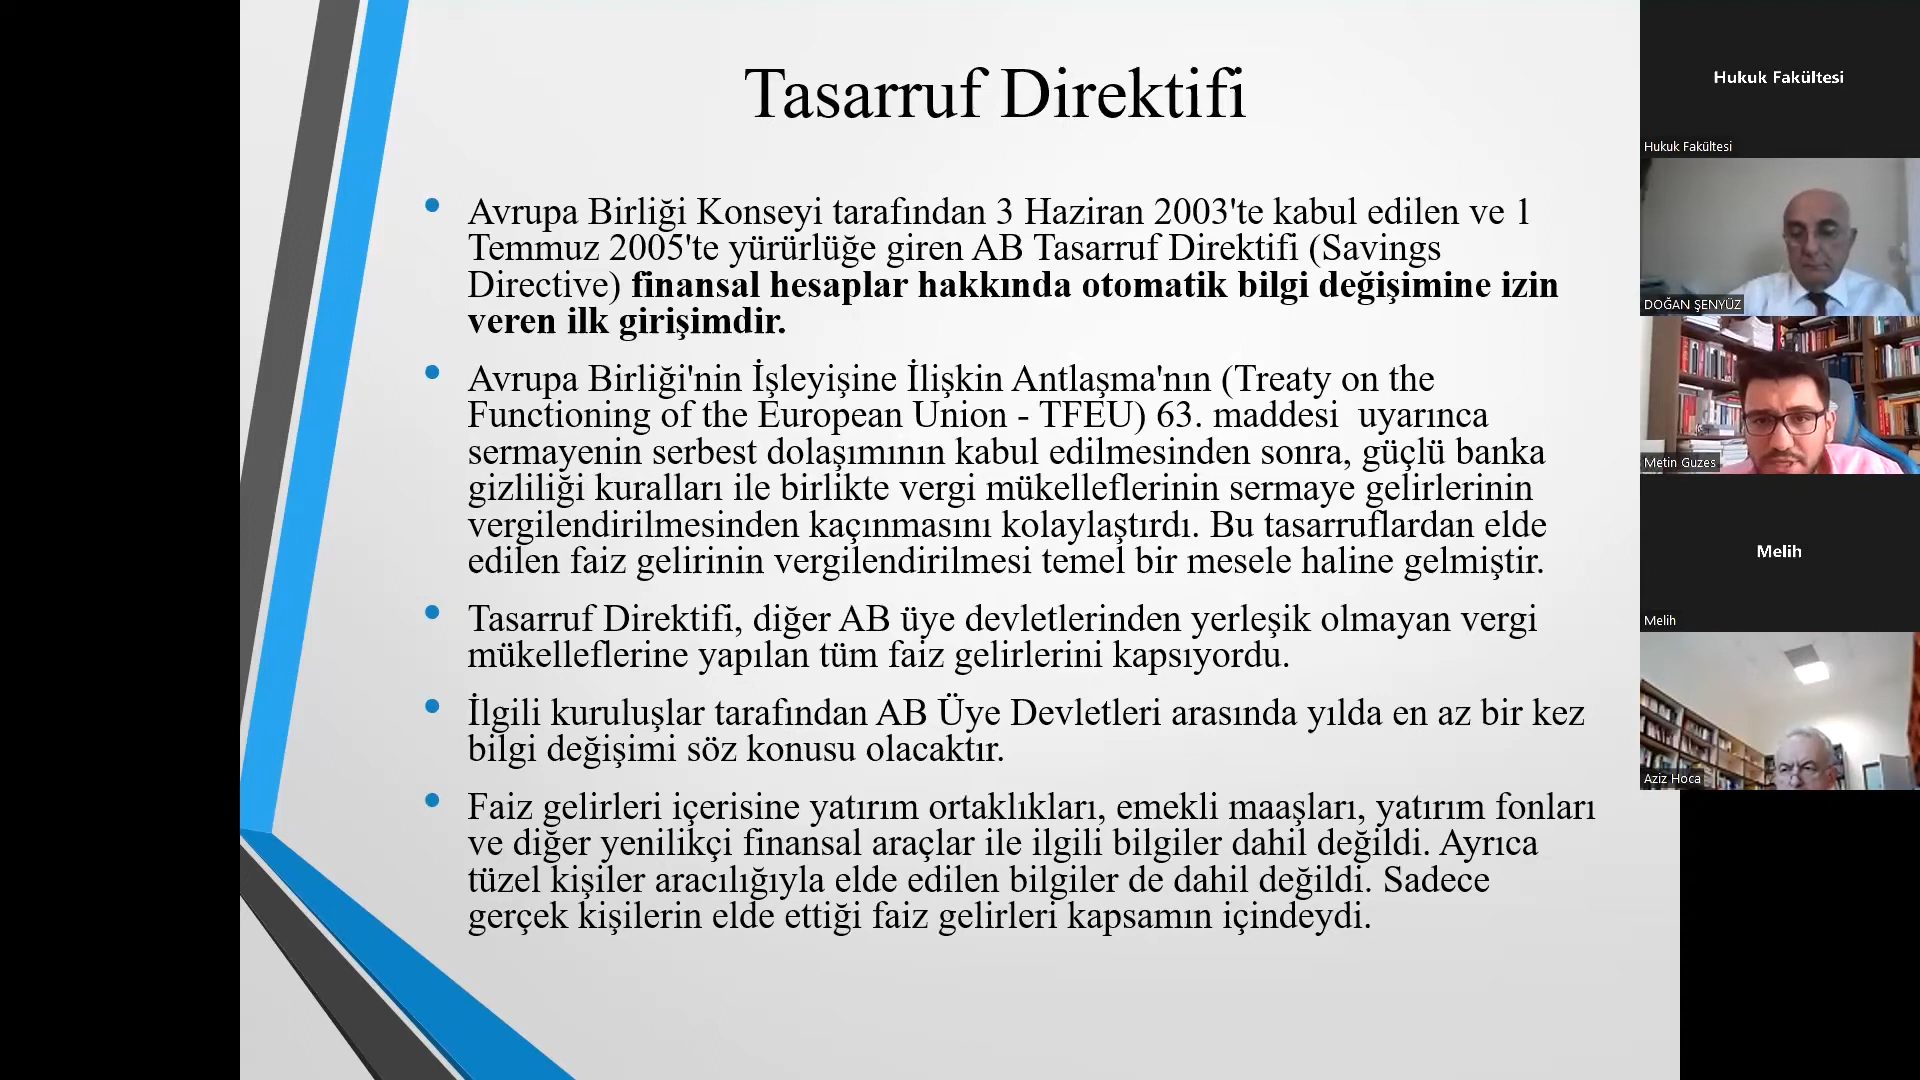 Tasarruf Direktifi
Avrupa Birliği Konseyi tarafından 3 Haziran 2003'te kabul edilen ve 1
Temmuz 2005'te yürürlüğe giren AB Tasarruf Direktifi (Savings
Directive) finansal hesaplar hakkında otomatik bilgi değişimine izin
veren ilk girişimdir.
Avrupa Birliği'nin İşleyişine İlişkin Antlaşma'nın (Treaty on the
Functioning of the European Union - TFEU) 63. maddesi  uyarınca
sermayenin serbest dolaşımının kabul edilmesinden sonra, güçlü banka
gizliliği kuralları ile birlikte vergi mükelleflerinin sermaye gelirlerinin
vergilendirilmesinden kaçınmasını kolaylaştırdı. Bu tasarruflardan elde
edilen faiz gelirinin vergilendirilmesi temel bir mesele haline gelmiştir.
Tasarruf Direktifi, diğer AB üye devletlerinden yerleşik olmayan vergi
mükelleflerine yapılan tüm faiz gelirlerini kapsıyordu.
İlgili kuruluşlar tarafından AB Üye Devletleri arasında yılda en az bir kez
bilgi değişimi söz konusu olacaktır.
Faiz gelirleri içerisine yatırım ortaklıkları, emekli maaşları, yatırım fonları
ve diğer yenilikçi finansal araçlar ile ilgili bilgiler dahil değildi. Ayrıca
tüzel kişiler aracılığıyla elde edilen bilgiler de dahil değildi. Sadece
gerçek kişilerin elde ettiği faiz gelirleri kapsamın içindeydi.
Hukuk Fakültesi
Hukuk Fakültesi
DOĞAN ŞENYÜZ
Metin Guzes
Melih
Melih
Aziz Hoca